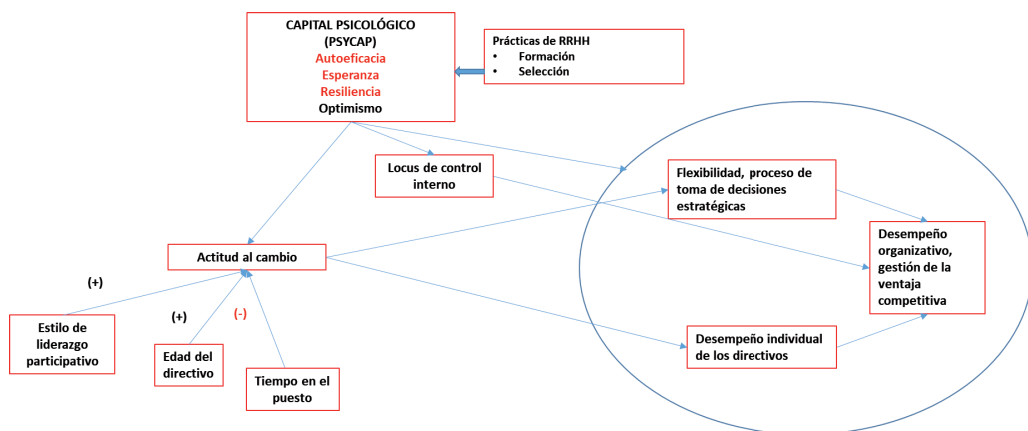 CAPITAL PSICOLÓGICO
(PSYCAP)
Autoeficacia
Esperanza
Resiliencia
Optimismo
Prácticas de RRHH
• Formación
• Selección
Locus de control
interno
Flexibilidad, proceso de
toma de decisiones
estratégicas
Desempeño
organizativo,
gestión de la
ventaja
competitiva
Actitud al cambio
(+)
(+)
(-)
Estilo de
liderazgo
participativo
Edad del
directivo
Tiempo en el
puesto
Desempeño individual
de los directivos